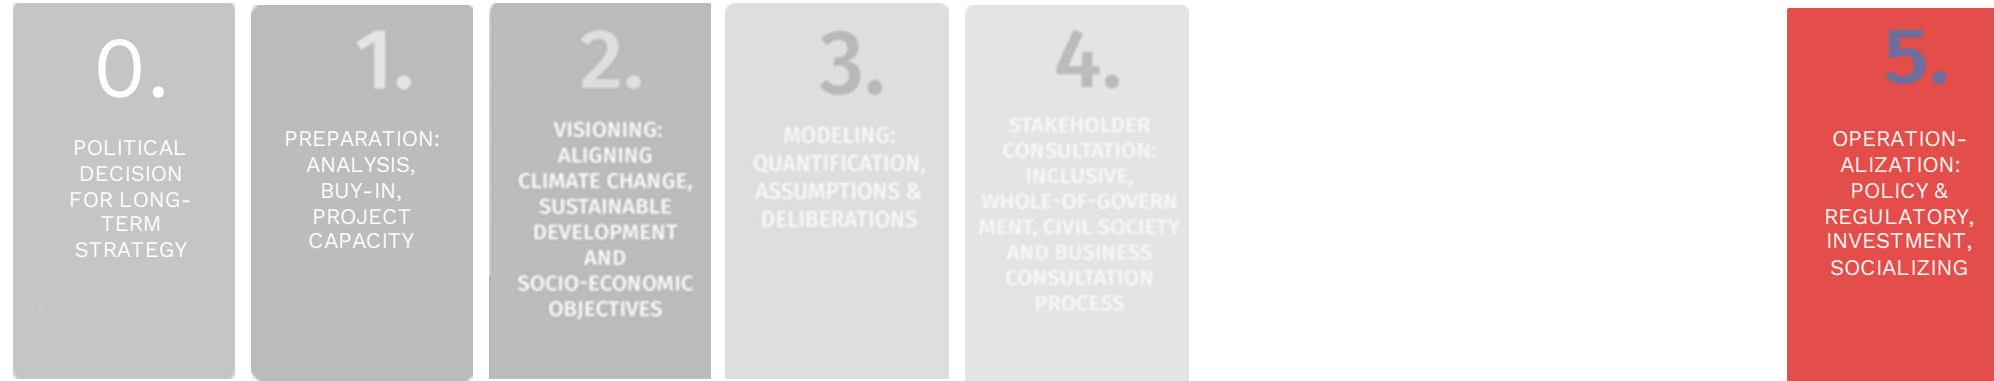 0.
POLITICAL
DECISION
FOR LONG-
TERM
STRATEGY
1.
PREPARATION:
ANALYSIS,
BUY-IN,
PROJECT
CAPACITY
2.
VISIONING:
ALIGNING
CLIMATE CHANGE,
SUSTAINABLE
DEVELOPMENT
AND
SOCIO-ECONOMIC
OBJECTIVES
3.
MODELING:
QUANTIFICATION,
ASSUMPTIONS &
DELIBERATIONS
4.
STAKEHOLDER
CONSULTATION:
INCLUSIVE,
WHOLE-OF-GOVERN
MENT, CIVIL SOCIETY
AND BUSINESS
CONSULTATION
PROCESS
5.
OPERATION-
ALIZATION:
POLICY &
REGULATORY,
INVESTMENT,
SOCIALIZING